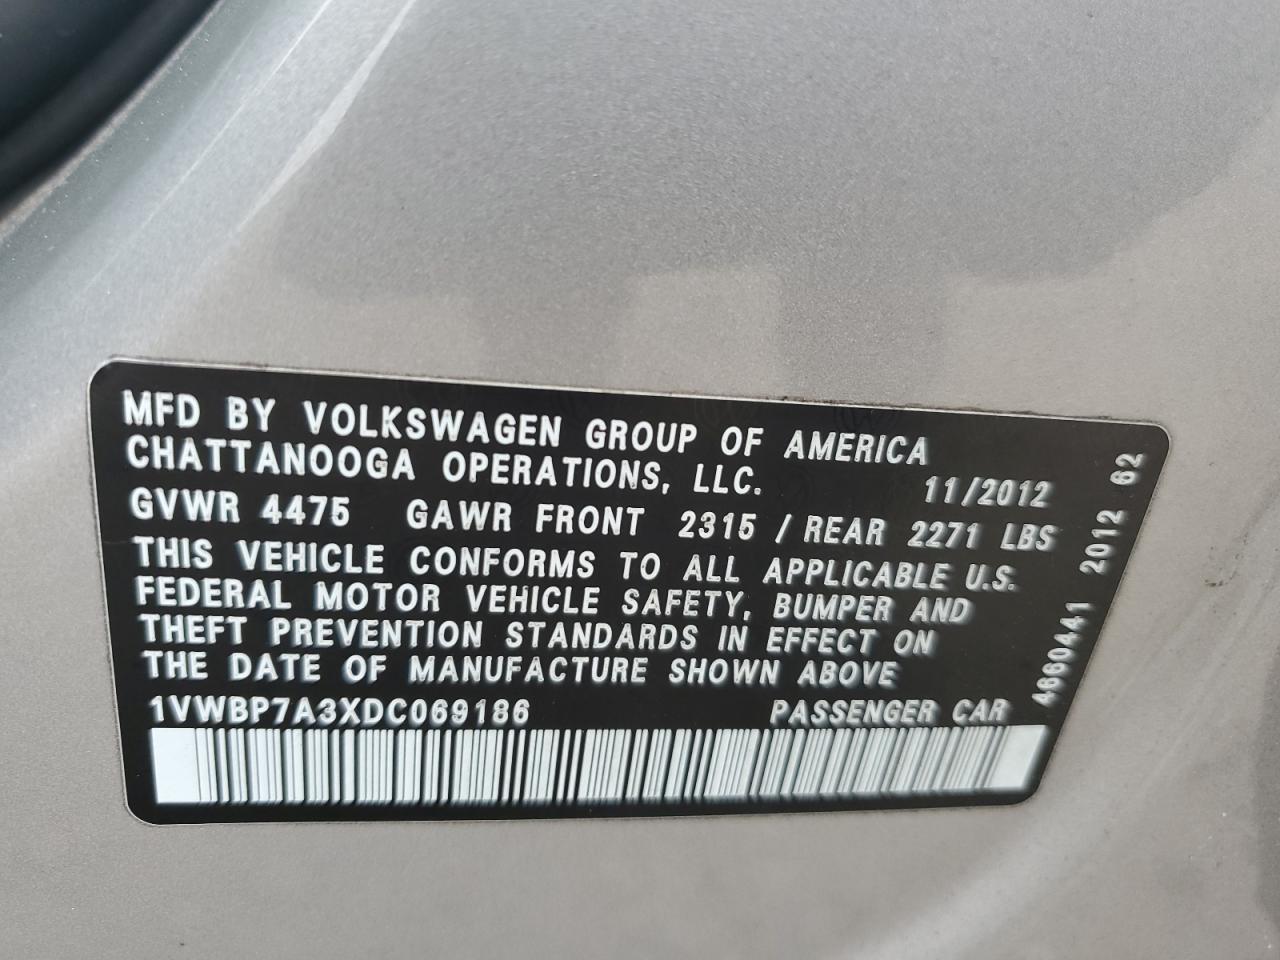 MFD BY VOLKSWAGEN GROUP OF AMERICA
CHATTANOOGA OPERATIONS, LLC. 11/2012
GVWR 4475 GAWR FRONT 2315 / REAR 2271 LBS
THIS VEHICLE CONFORMS TO ALL APPLICABLE U.S.
FEDERAL MOTOR VEHICLE SAFETY, BUMPER AND
THEFT PREVENTION STANDARDS IN EFFECT ON
THE DATE OF MANUFACTURE SHOWN ABOVE
1VWBP7A3XDC069186 PASSENGER CAR
4660441 2012 62